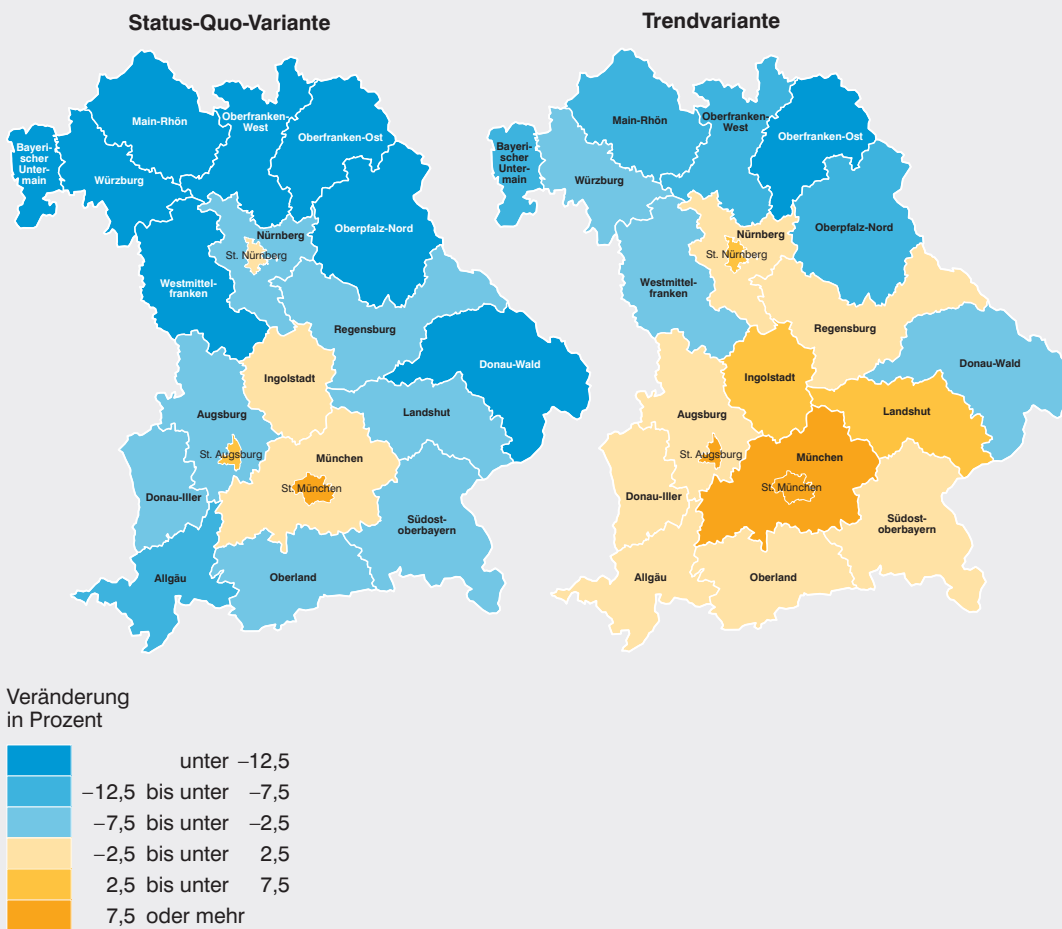 Status-Quo-Variante
Main-Rhön
Oberfranken-
West
Oberfranken-Ost
Bayeri-
scher
Unter-
main
Würzburg
Nürnberg
St. Nürnberg
Oberpfalz-Nord
Westmittel-
franken
Regensburg
Donau-Wald
Ingolstadt
Augsburg
Landshut
St. Augsburg
München
St. München
Donau-Iller
Südost-
oberbayern
Allgäu
Oberland
Trendvariante
Main-Rhön
Oberfranken-
West
Oberfranken-Ost
Bayeri-
scher
Unter-
main
Würzburg
Nürnberg
St. Nürnberg
Oberpfalz-Nord
Westmittel-
franken
Regensburg
Donau-Wald
Ingolstadt
Augsburg
Landshut
St. Augsburg
München
St. München
Donau-Iller
Südost-
oberbayern
Allgäu
Oberland
Veränderung
in Prozent
unter −12,5
−12,5 bis unter −7,5
−7,5 bis unter −2,5
−2,5 bis unter 2,5
2,5 bis unter 7,5
7,5 oder mehr